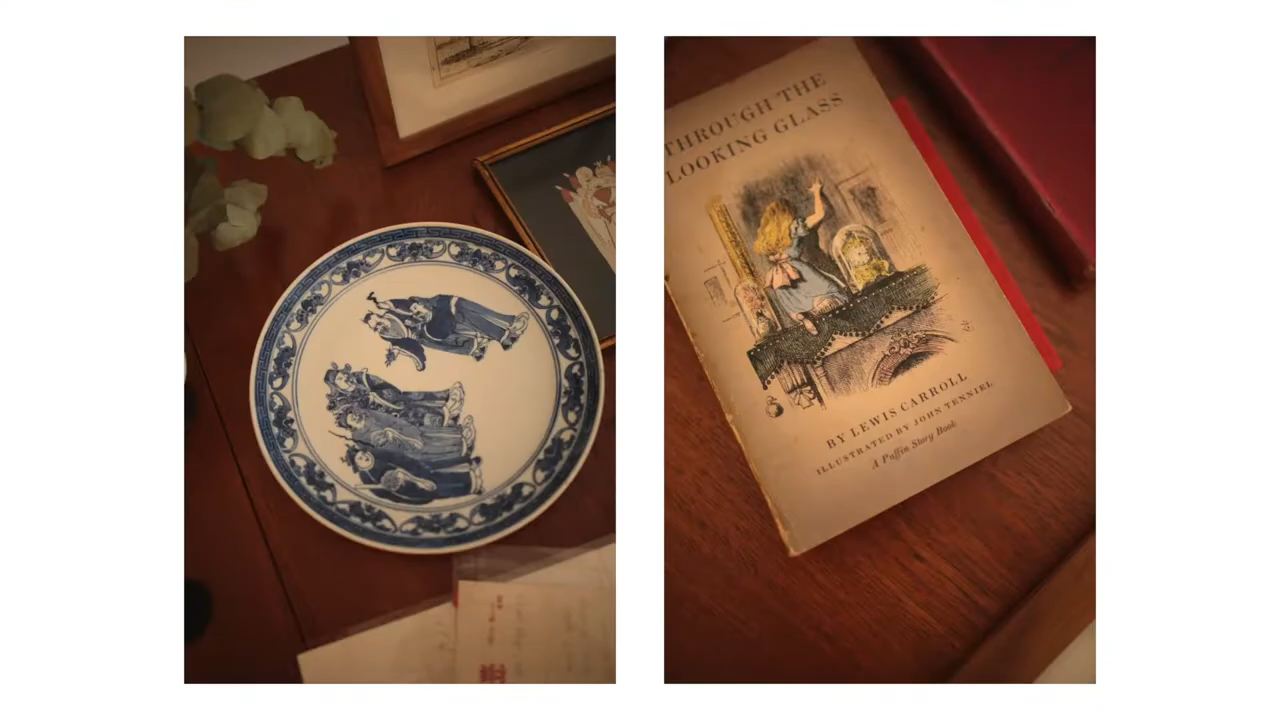 THROUGH THE
LOOKING GLASS
BY LEWIS CARROLL
ILLUSTRATED BY JOHN TENNIEL
A Puffin Story Book